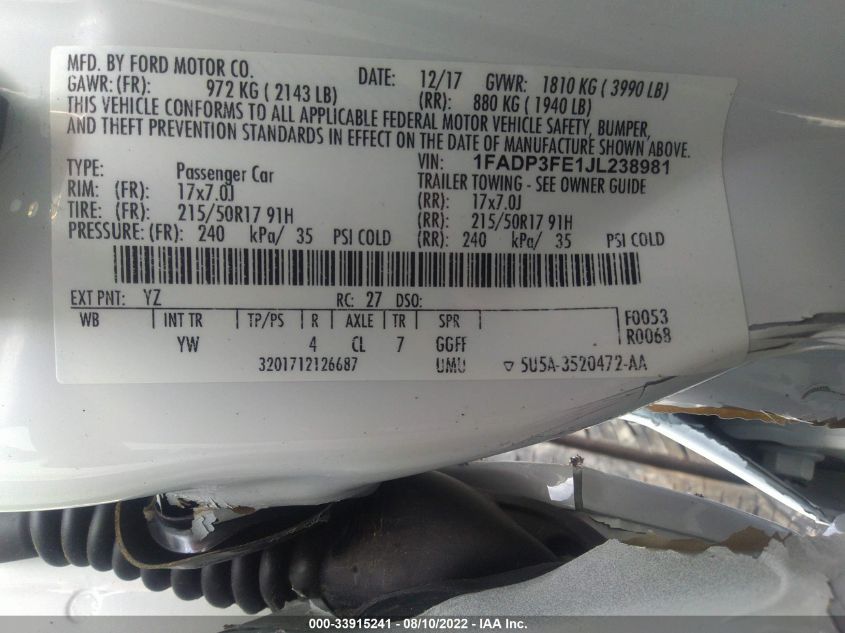 MFD. BY FORD MOTOR CO. DATE: 12/17 GVWR: 1810 KG ( 3990 LB)
GAWR: (FR): 972 KG ( 2143 LB) (RR): 880 KG ( 1940 LB)
THIS VEHICLE CONFORMS TO ALL APPLICABLE FEDERAL MOTOR VEHICLE SAFETY, BUMPER,
AND THEFT PREVENTION STANDARDS IN EFFECT ON THE DATE OF MANUFACTURE SHOWN ABOVE.
VIN: 1FADP3FE1JL238981
TYPE: Passenger Car TRAILER TOWING - SEE OWNER GUIDE
RIM: (FR): 17x7.0J (RR): 17x7.0J
TIRE: (FR): 215/50R17 91H (RR): 215/50R17 91H
PRESSURE: (FR): 240 kPa/ 35 PSI COLD (RR): 240 kPa/ 35 PSI COLD
EXT PNT: YZ RC: 27 DSO:
WB INT TR TP/PS R AXLE TR SPR F0053
R0068
YW 4 CL 7 GGFF
3201712126687 UMU ▽ 5U5A-3520472-AA
000-33915241 - 08/10/2022 - IAA Inc.